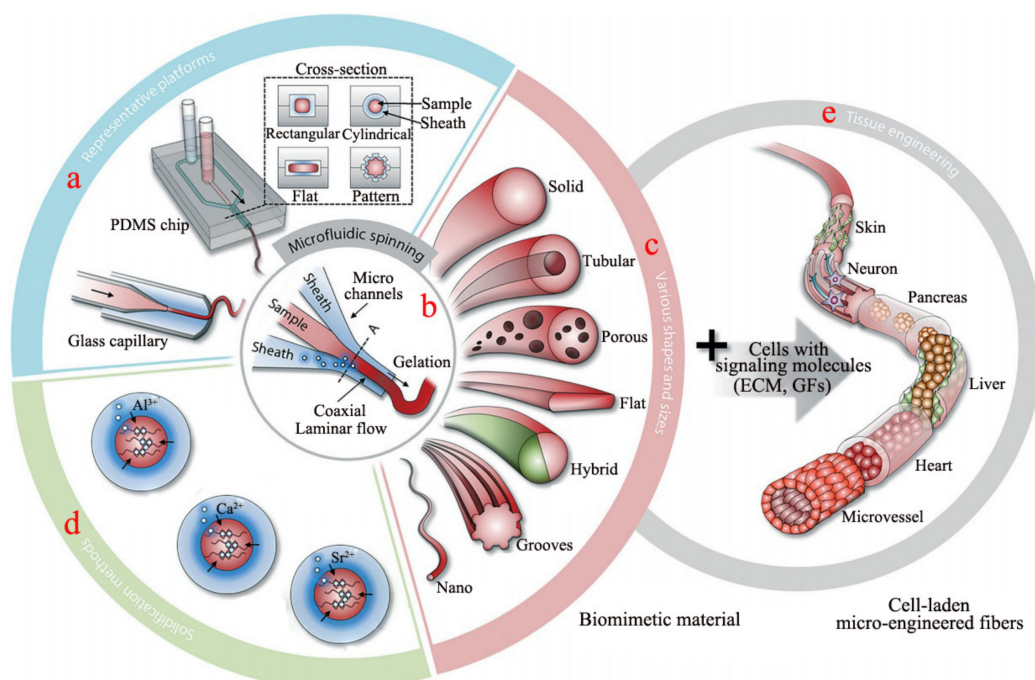 Representative platforms
a
Cross-section
Sample
Sheath
Rectangular
Cylindrical
Flat
Pattern
PDMS chip
Glass capillary
Microfluidic spinning
b
Micro
channels
Sheath
Sample
Sheath
A
Gelation
Coaxial
Laminar flow
c
Various shapes and sizes
Solid
Tubular
Porous
Flat
Hybrid
Grooves
Nano
d
Solidification methods
Al³⁺
Ca²⁺
Sr²⁺
Biomimetic material
e
Tissue engineering
+
Cells with
signaling molecules
(ECM, GFs)
Skin
Neuron
Pancreas
Liver
Heart
Microvessel
Cell-laden
micro-engineered fibers